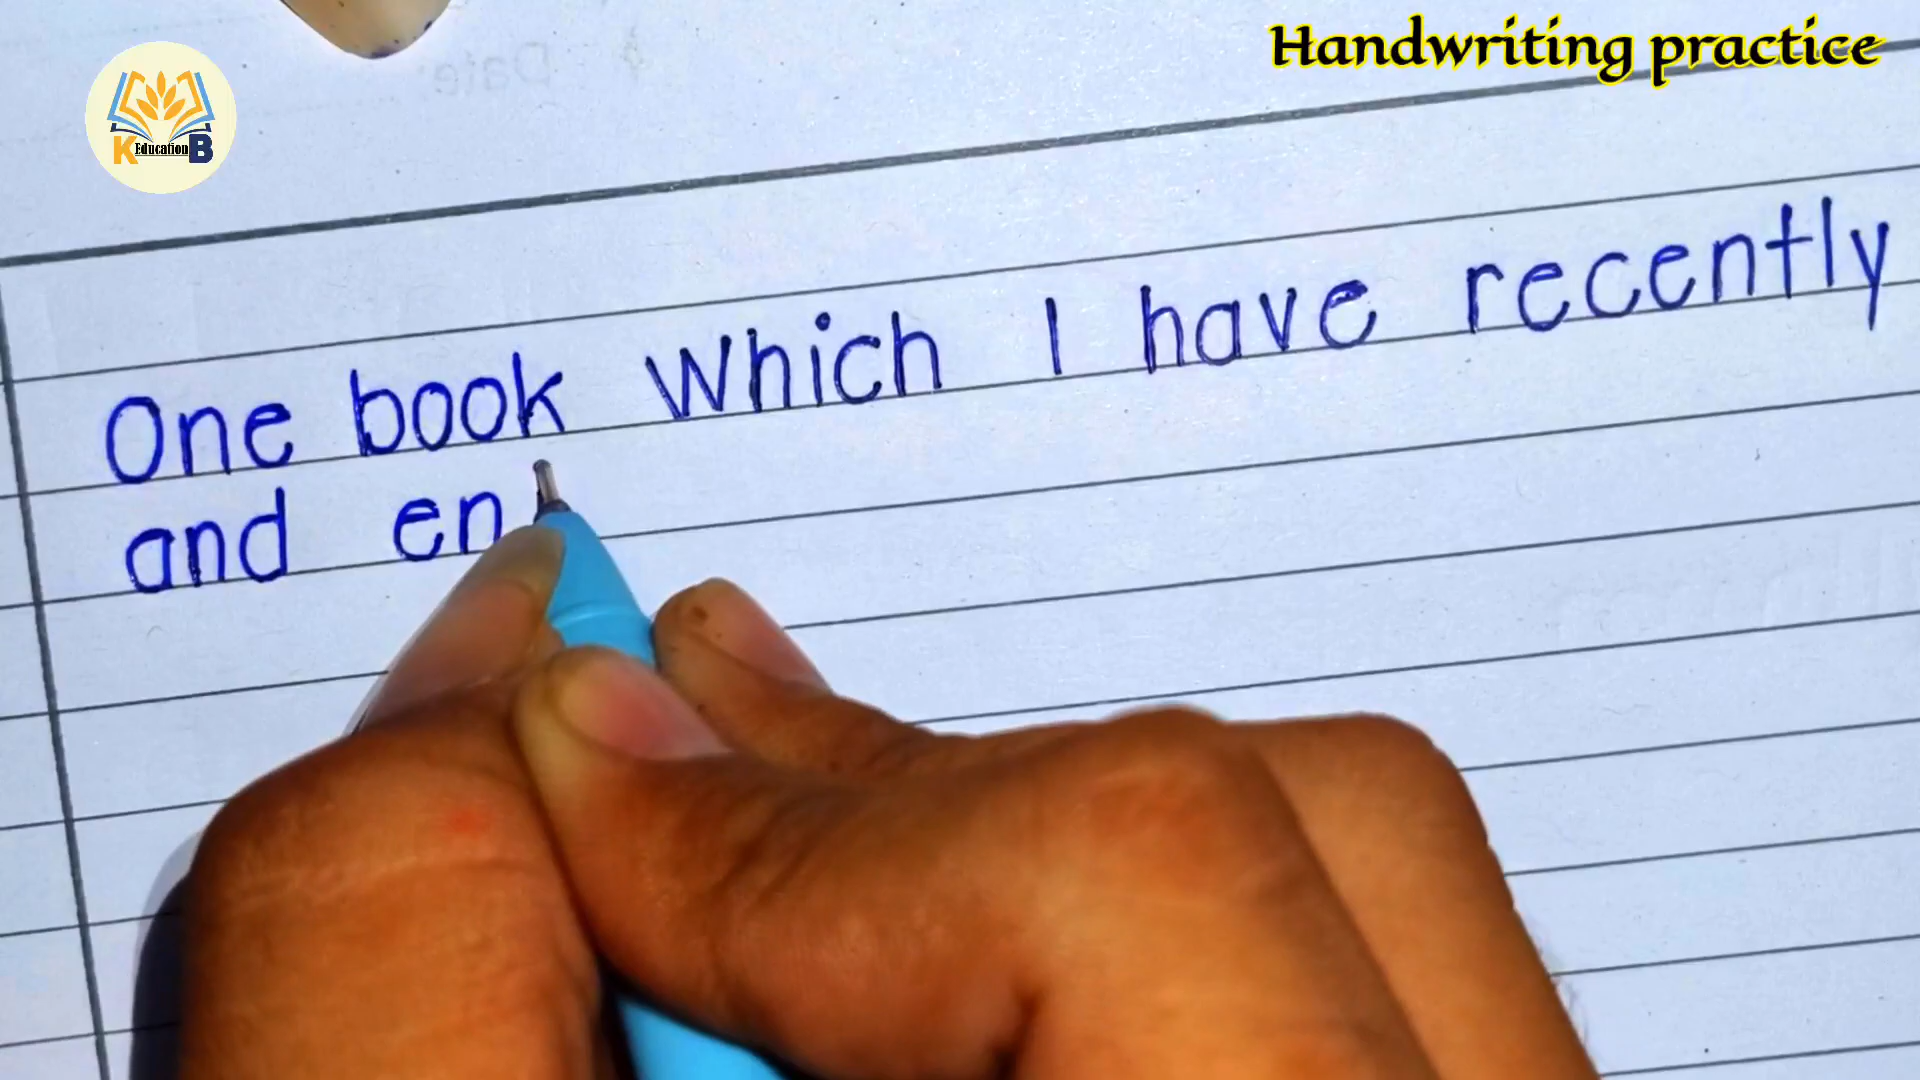 Handwriting practice
K Education B
One book which I have recently
and en